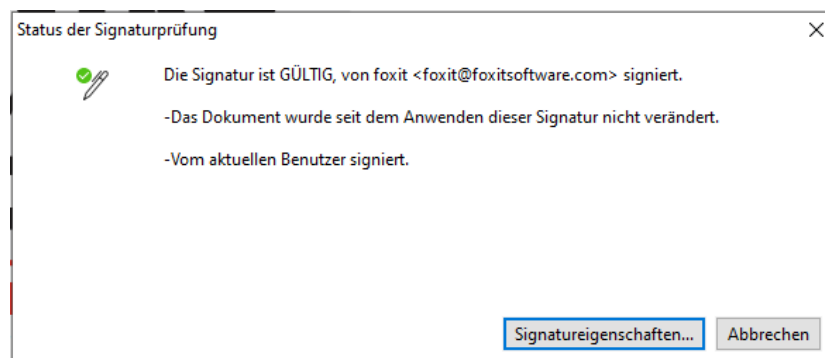 Status der Signaturprüfung
Die Signatur ist GÜLTIG, von foxit <foxit@foxitsoftware.com> signiert.
-Das Dokument wurde seit dem Anwenden dieser Signatur nicht verändert.
-Vom aktuellen Benutzer signiert.
Signatureigenschaften... Abbrechen